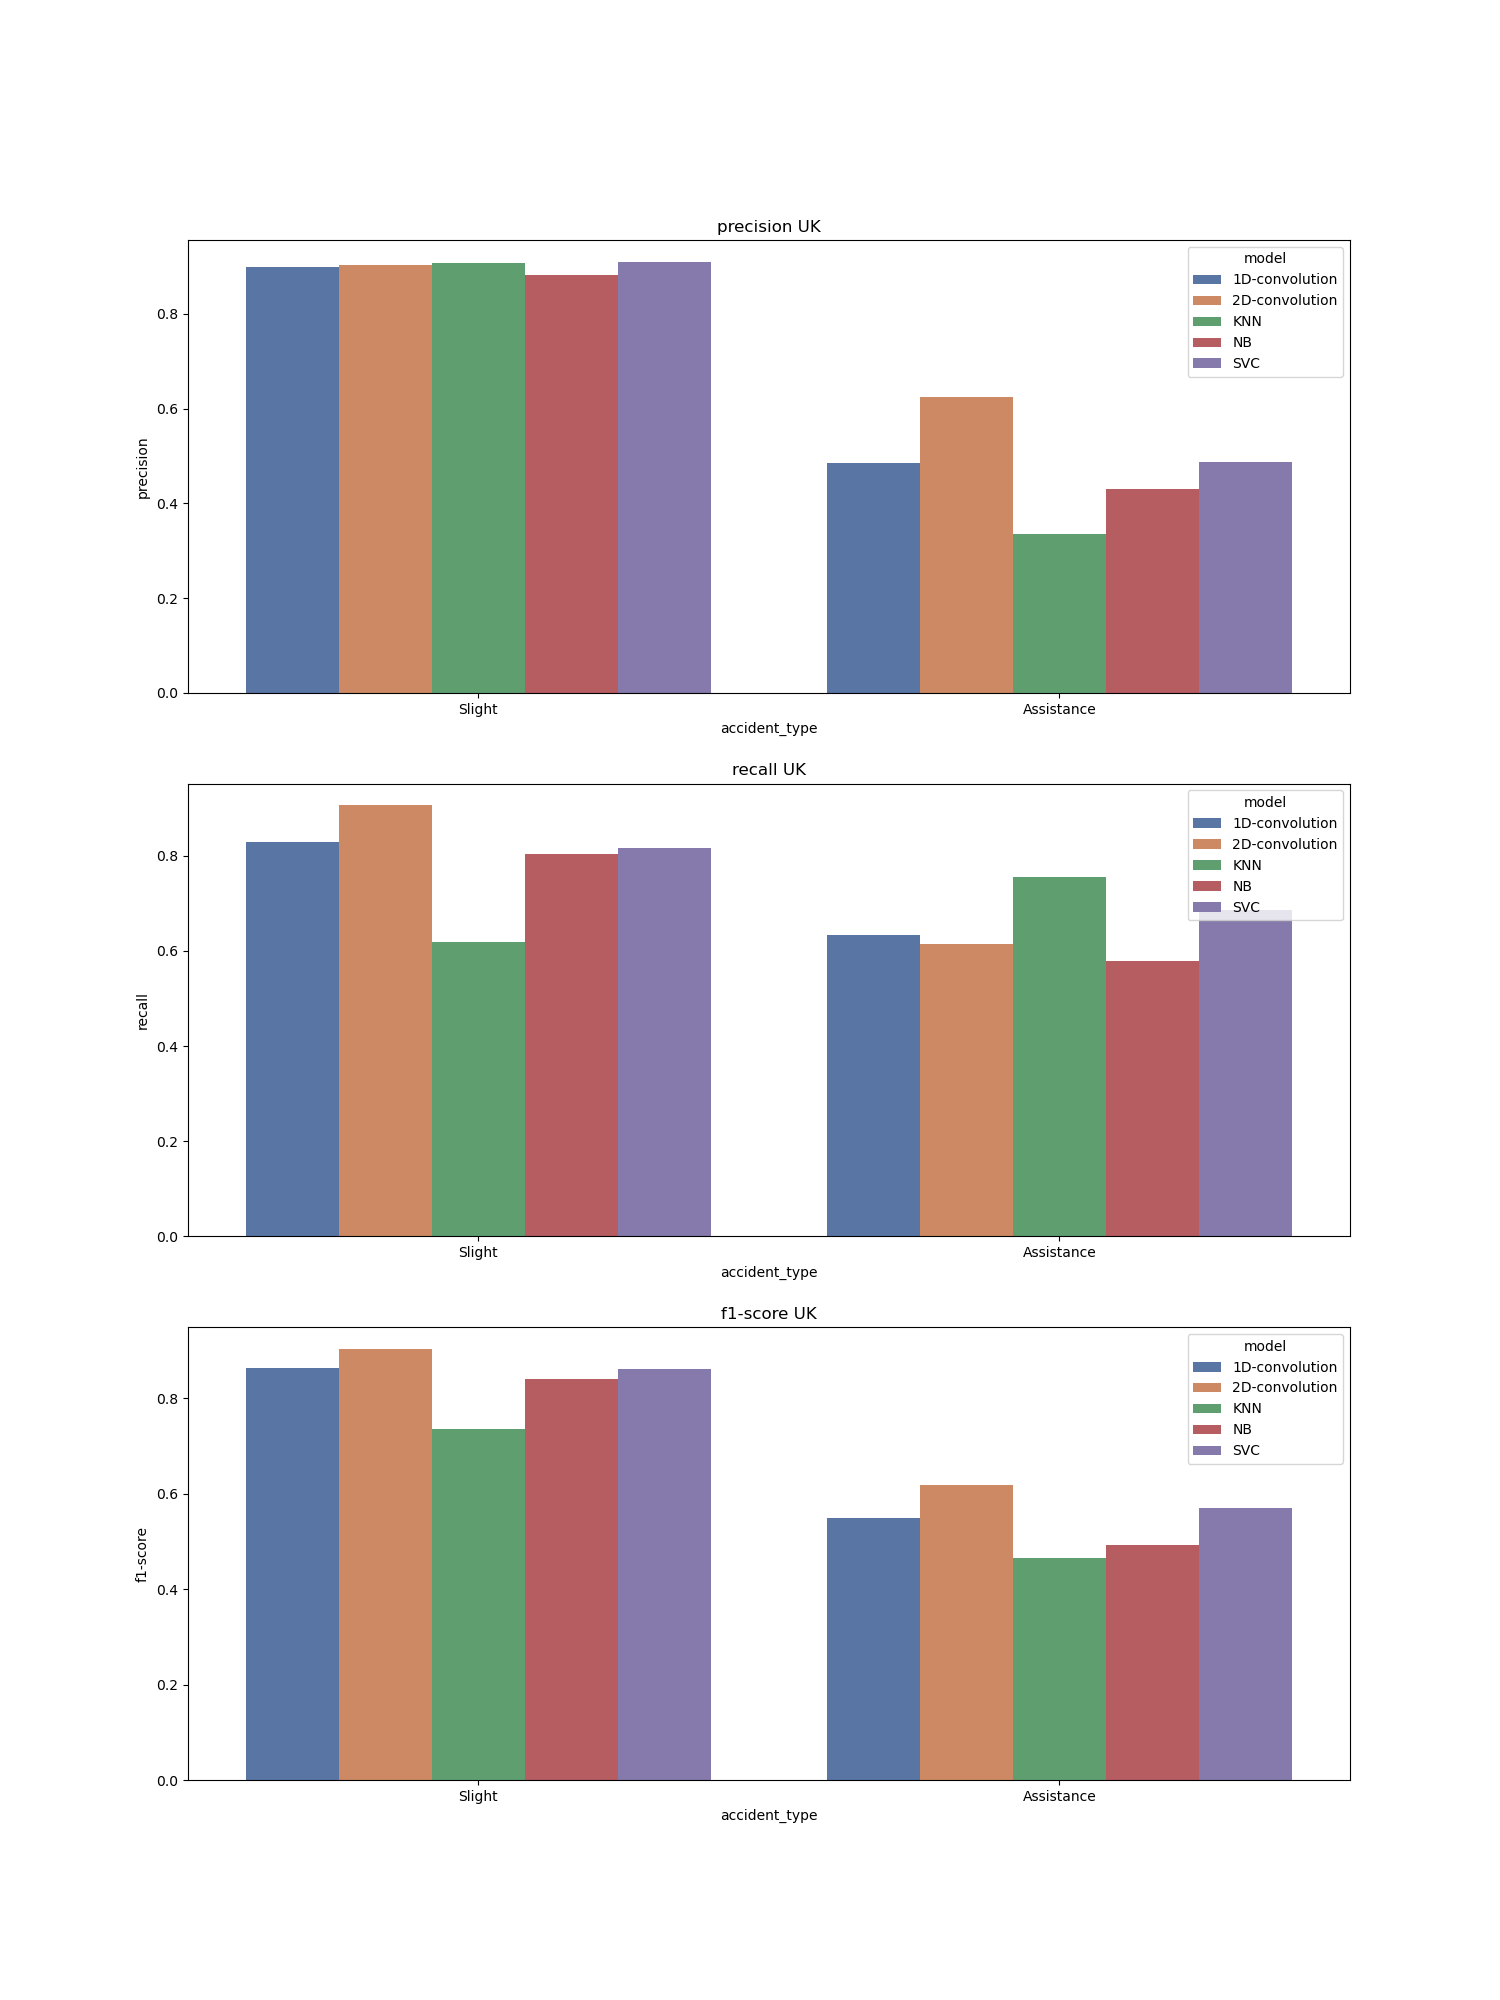 precision UK
model
1D-convolution
2D-convolution
KNN
NB
SVC
0.8
0.6
0.4
0.2
0.0
precision
Slight
Assistance
accident_type
recall UK
model
1D-convolution
2D-convolution
KNN
NB
SVC
0.8
0.6
0.4
0.2
0.0
recall
Slight
Assistance
accident_type
f1-score UK
model
1D-convolution
2D-convolution
KNN
NB
SVC
0.8
0.6
0.4
0.2
0.0
f1-score
Slight
Assistance
accident_type